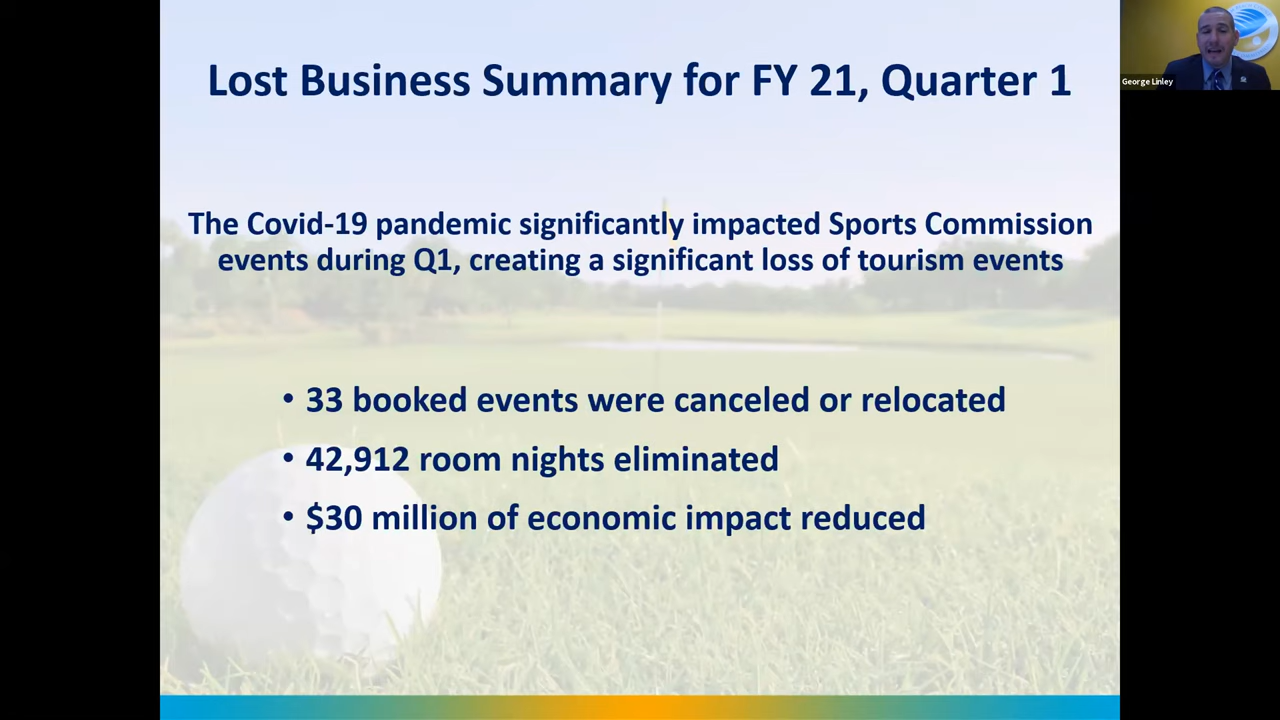 Lost Business Summary for FY 21, Quarter 1
George Linley
The Covid-19 pandemic significantly impacted Sports Commission
events during Q1, creating a significant loss of tourism events
• 33 booked events were canceled or relocated
• 42,912 room nights eliminated
• $30 million of economic impact reduced